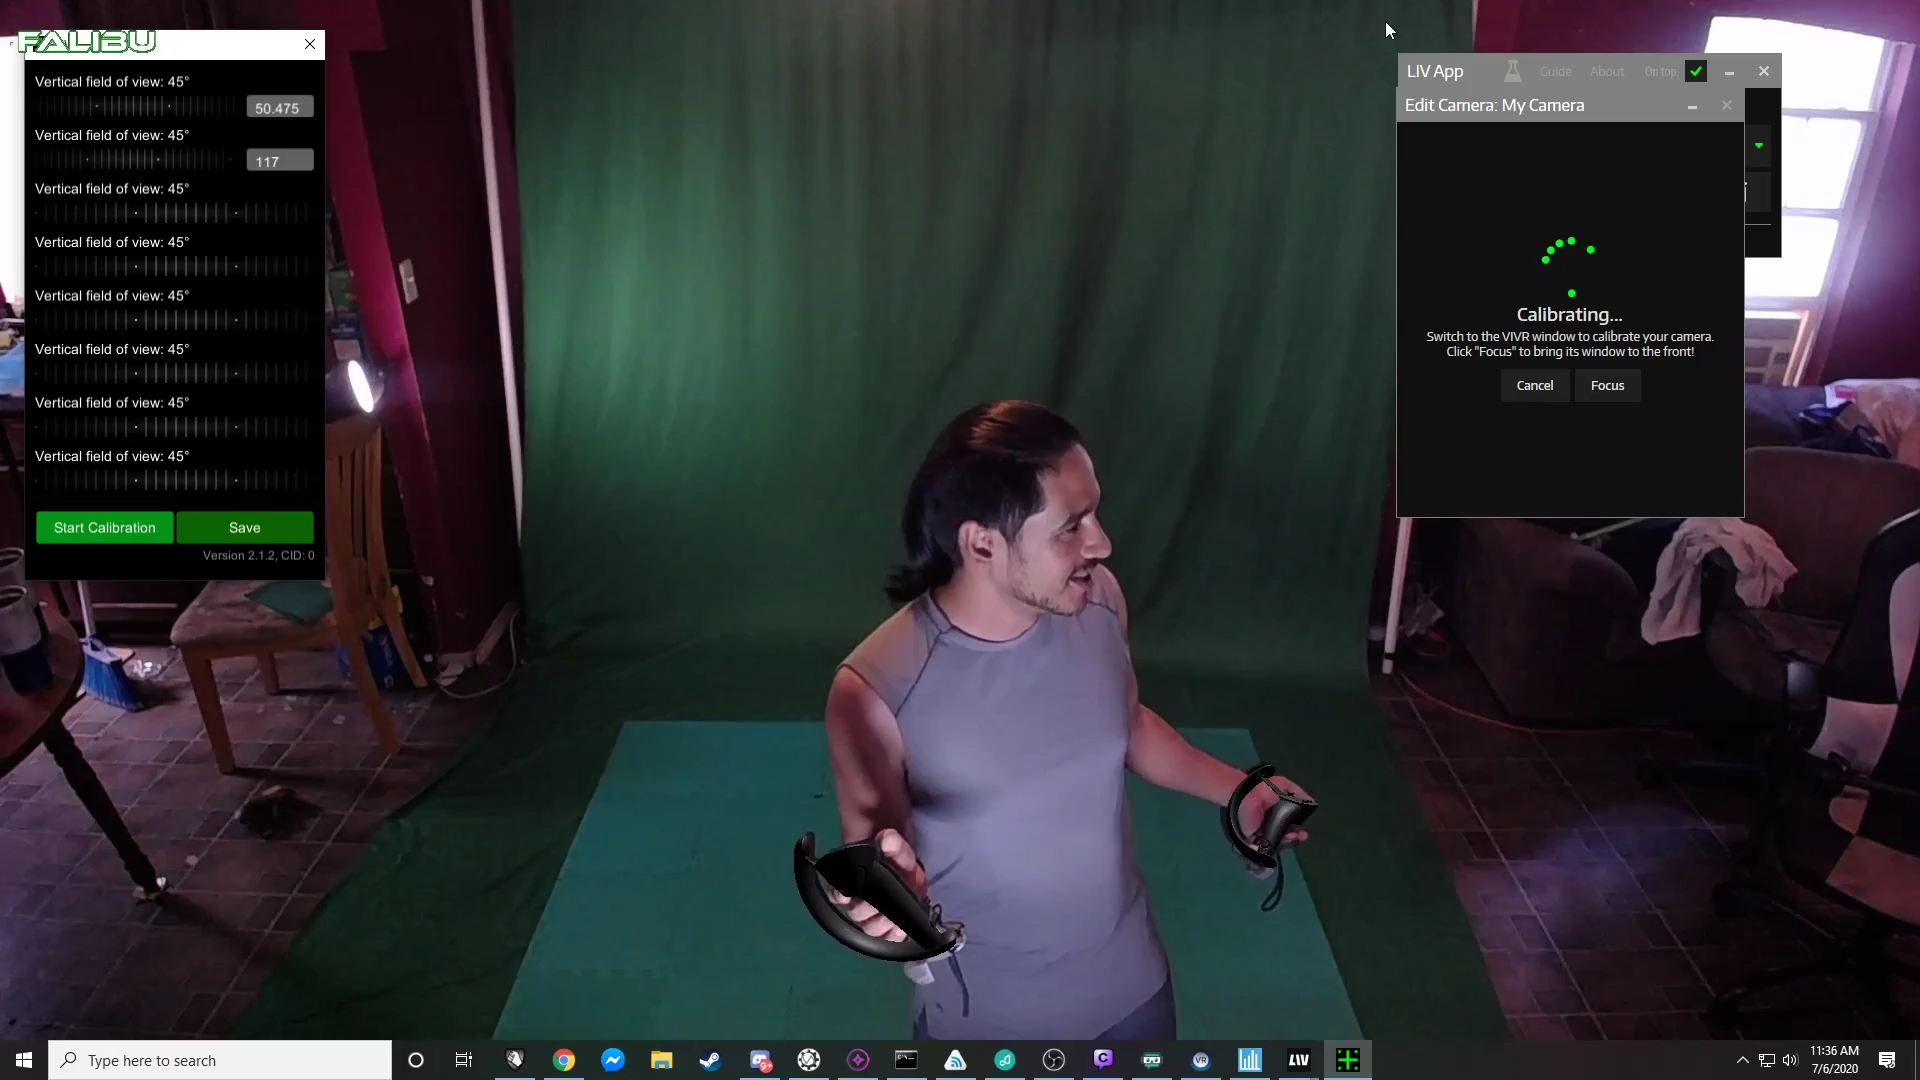 FALIBU
Vertical field of view: 45°
50.475
Vertical field of view: 45°
117
Vertical field of view: 45°
Vertical field of view: 45°
Vertical field of view: 45°
Vertical field of view: 45°
Vertical field of view: 45°
Vertical field of view: 45°
Start Calibration
Save
Version 2.1.2, CID: 0
LIV App
Guide
About
On top:
Edit Camera: My Camera
Calibrating...
Switch to the VIVR window to calibrate your camera.
Click "Focus" to bring its window to the front!
Cancel
Focus
Type here to search
9+
C
VR
LIV
11:36 AM
7/6/2020